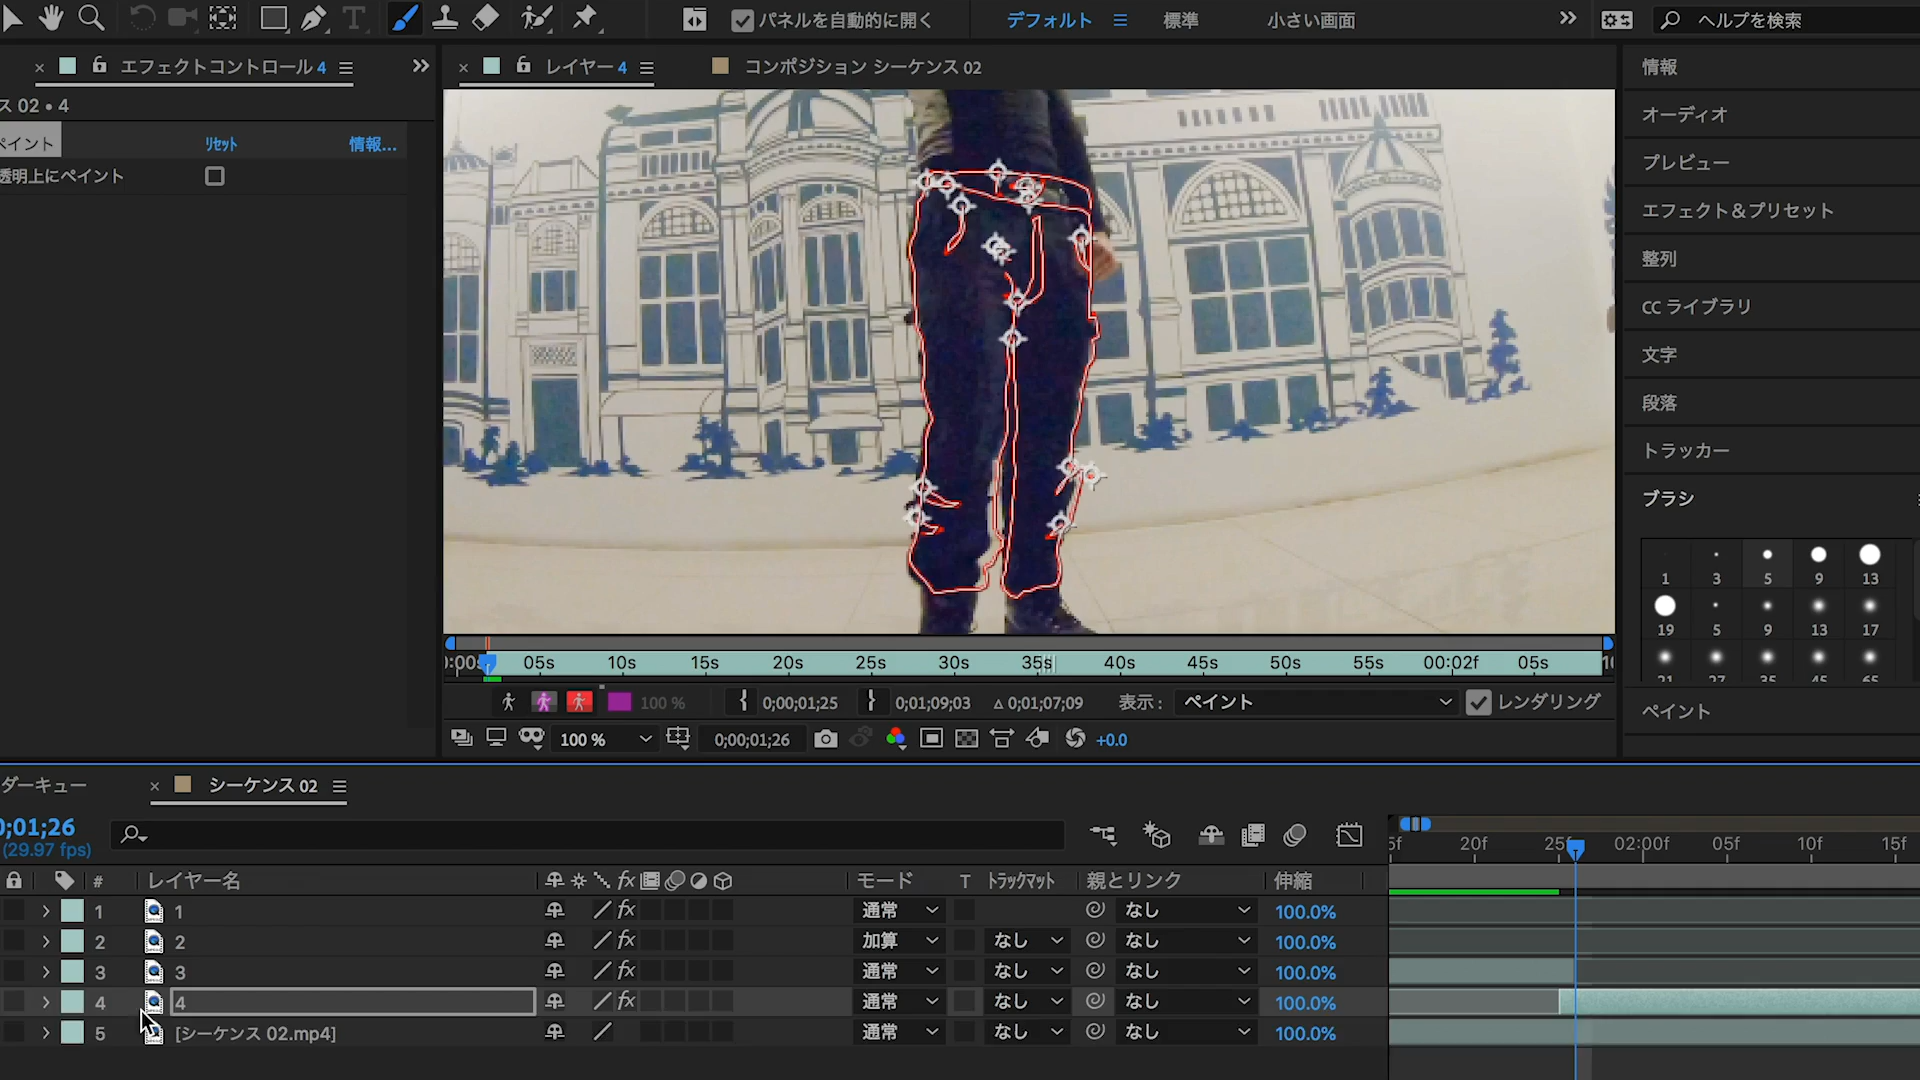 パネルを自動的に開く
デフォルト
標準
小さい画面
ヘルプを検索
エフェクトコントロール 4
レイヤー 4
コンポジション シーケンス 02
ス 02 • 4
ペイント
リセット
情報...
透明上にペイント
情報
オーディオ
プレビュー
エフェクト＆プリセット
整列
CC ライブラリ
文字
段落
トラッカー
ブラシ
1 3 5 9 13
19 5 9 13 17
21 27 35 45 65
ペイント
):00s 05s 10s 15s 20s 25s 30s 35s 40s 45s 50s 55s 00:02f 05s 10
100 %
0;00;01;25
0;01;09;03
Δ 0;01;07;09
表示 :
ペイント
レンダリング
100 %
0;00;01;26
+0.0
ダーキュー
シーケンス 02
0;01;26
(29.97 fps)
5f 20f 25f 02:00f 05f 10f 15f
# レイヤー名 fx モード T トラックマット 親とリンク 伸縮
1 1 fx 通常 なし 100.0%
2 2 fx 加算 なし なし 100.0%
3 3 fx 通常 なし なし 100.0%
4 4 fx 通常 なし なし 100.0%
5 [シーケンス 02.mp4] 通常 なし なし 100.0%